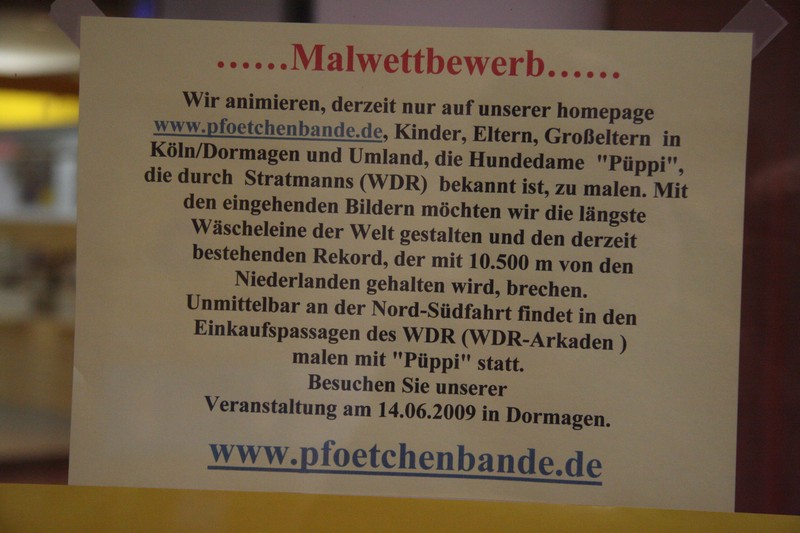 ......Malwettbewerb......
Wir animieren, derzeit nur auf unserer homepage
www.pfoetchenbande.de, Kinder, Eltern, Großeltern in
Köln/Dormagen und Umland, die Hundedame "Püppi",
die durch Stratmanns (WDR) bekannt ist, zu malen. Mit
den eingehenden Bildern möchten wir die längste
Wäscheleine der Welt gestalten und den derzeit
bestehenden Rekord, der mit 10.500 m von den
Niederlanden gehalten wird, brechen.
Unmittelbar an der Nord-Südfahrt findet in den
Einkaufspassagen des WDR (WDR-Arkaden )
malen mit "Püppi" statt.
Besuchen Sie unserer
Veranstaltung am 14.06.2009 in Dormagen.
www.pfoetchenbande.de